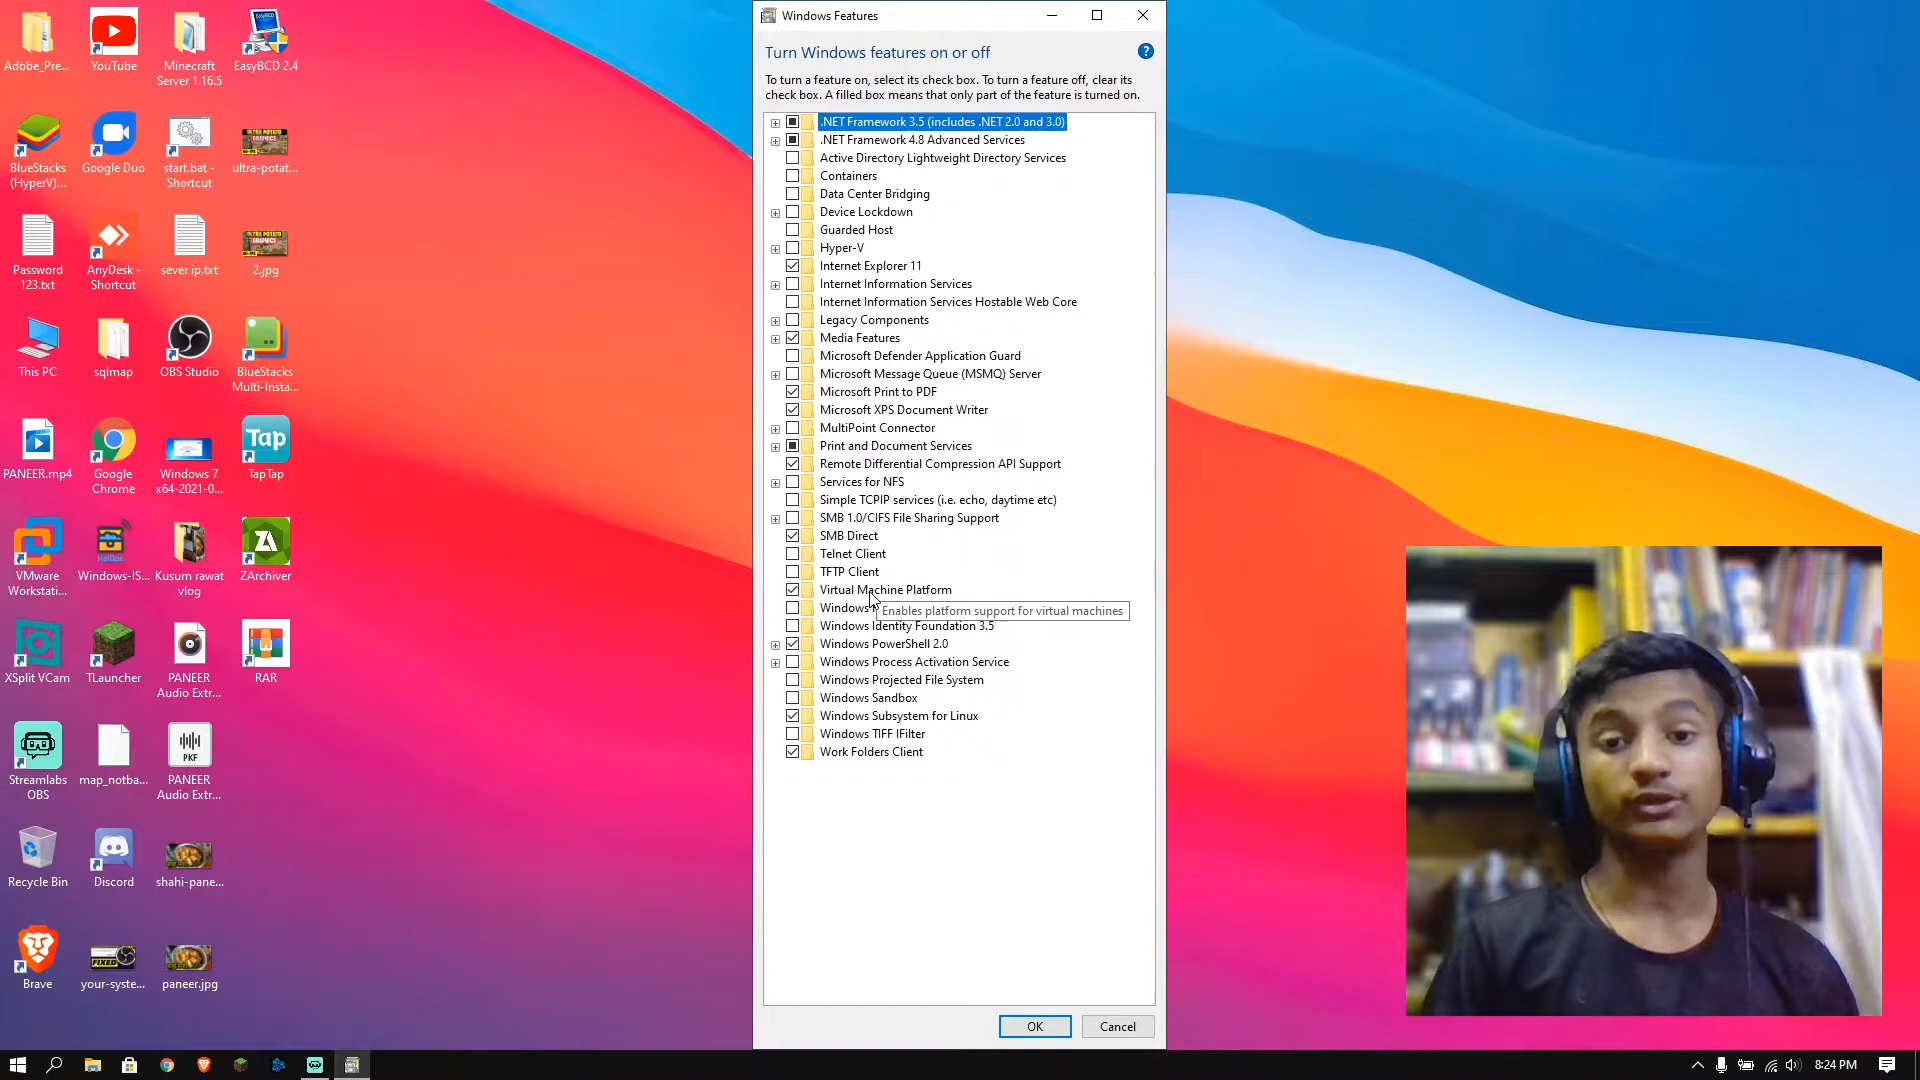 Adobe_Pre...
YouTube
Minecraft
Server 1.16.5
EasyBCD 2.4
BlueStacks
(HyperV)...
Google Duo
start.bat -
Shortcut
ultra-potat...
Password
123.txt
AnyDesk -
Shortcut
sever ip.txt
2.jpg
This PC
sqlmap
OBS Studio
BlueStacks
Multi-Insta...
PANEER.mp4
Google
Chrome
Windows 7
x64-2021-0...
Tap
TapTap
VMware
Workstati...
Windows-IS...
Kusum rawat
vlog
ZArchiver
XSplit VCam
TLauncher
PANEER
Audio Extr...
RAR
Streamlabs
OBS
map_notba...
PKF
PANEER
Audio Extr...
Recycle Bin
Discord
shahi-pane...
Brave
FIXED
your-syste...
paneer.jpg
Windows Features
Turn Windows features on or off
To turn a feature on, select its check box. To turn a feature off, clear its
check box. A filled box means that only part of the feature is turned on.
.NET Framework 3.5 (includes .NET 2.0 and 3.0)
.NET Framework 4.8 Advanced Services
Active Directory Lightweight Directory Services
Containers
Data Center Bridging
Device Lockdown
Guarded Host
Hyper-V
Internet Explorer 11
Internet Information Services
Internet Information Services Hostable Web Core
Legacy Components
Media Features
Microsoft Defender Application Guard
Microsoft Message Queue (MSMQ) Server
Microsoft Print to PDF
Microsoft XPS Document Writer
MultiPoint Connector
Print and Document Services
Remote Differential Compression API Support
Services for NFS
Simple TCPIP services (i.e. echo, daytime etc)
SMB 1.0/CIFS File Sharing Support
SMB Direct
Telnet Client
TFTP Client
Virtual Machine Platform
Windows
Enables platform support for virtual machines
Windows Identity Foundation 3.5
Windows PowerShell 2.0
Windows Process Activation Service
Windows Projected File System
Windows Sandbox
Windows Subsystem for Linux
Windows TIFF IFilter
Work Folders Client
OK
Cancel
8:24 PM